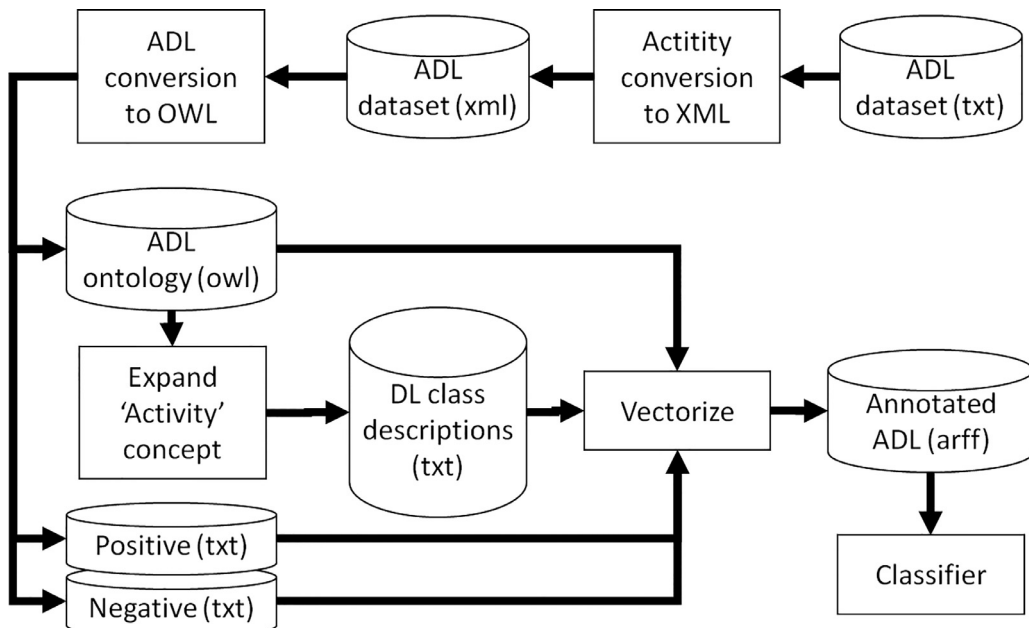 ADL
conversion
to OWL
ADL
dataset (xml)
Actitity
conversion
to XML
ADL
dataset (txt)
ADL
ontology (owl)
Expand
‘Activity’
concept
DL class
descriptions
(txt)
Vectorize
Annotated
ADL (arff)
Positive (txt)
Negative (txt)
Classifier